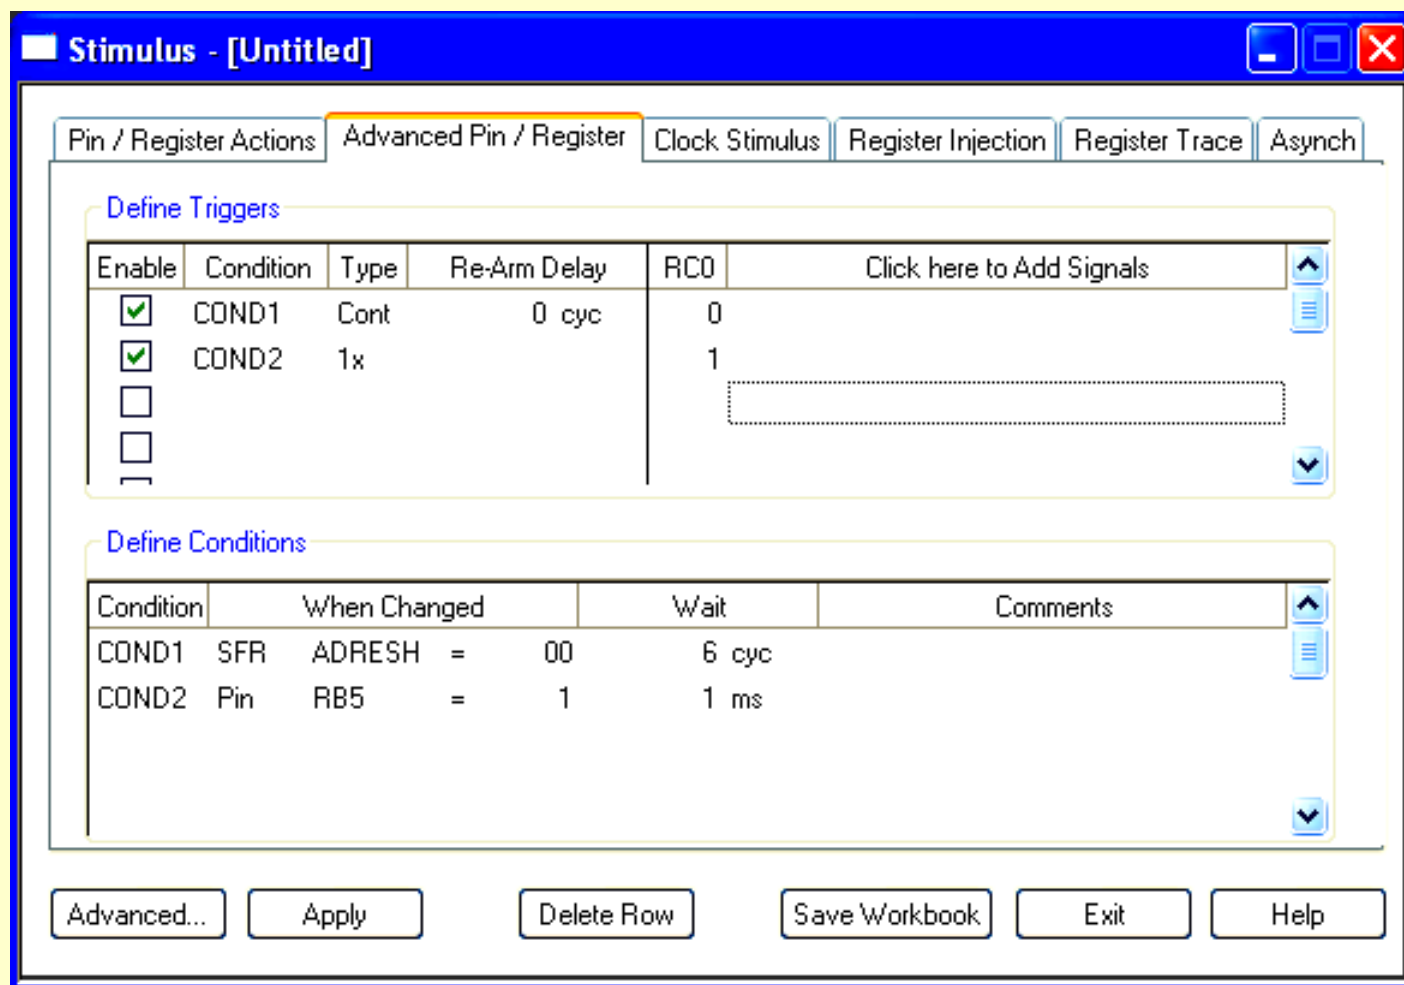 Stimulus - [Untitled]
Pin / Register Actions Advanced Pin / Register Clock Stimulus Register Injection Register Trace Asynch
Define Triggers
Enable Condition Type Re-Arm Delay RC0 Click here to Add Signals
COND1 Cont 0 cyc 0
COND2 1x 1
Define Conditions
Condition When Changed Wait Comments
COND1 SFR ADRESH = 00 6 cyc
COND2 Pin RB5 = 1 1 ms
Advanced... Apply Delete Row Save Workbook Exit Help